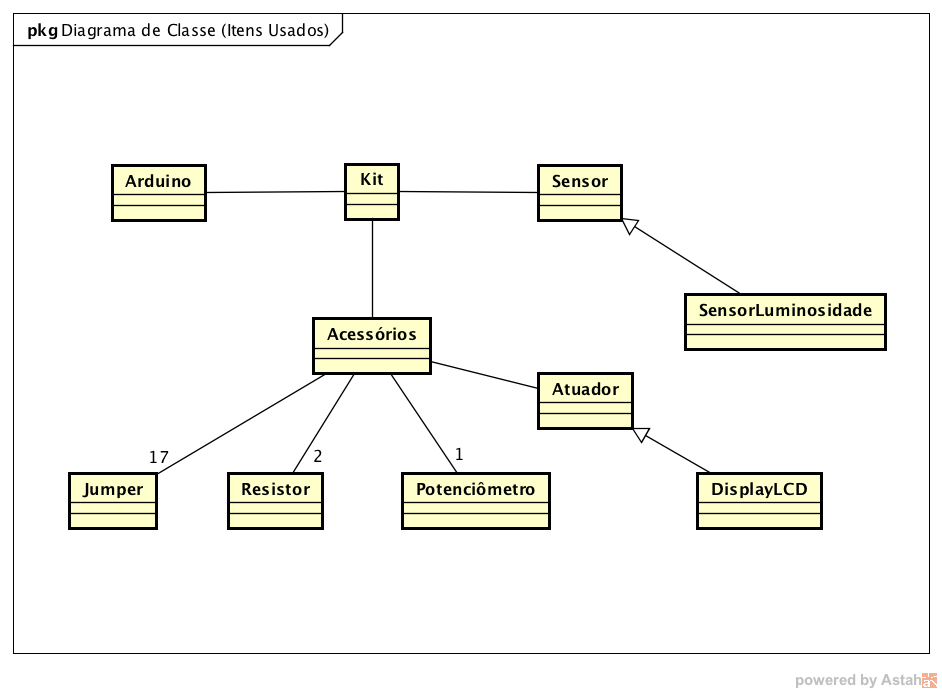 pkg Diagrama de Classe (Itens Usados)
Arduino
Kit
Sensor
SensorLuminosidade
Acessórios
Atuador
17
2
1
Jumper
Resistor
Potenciômetro
DisplayLCD
powered by Astah